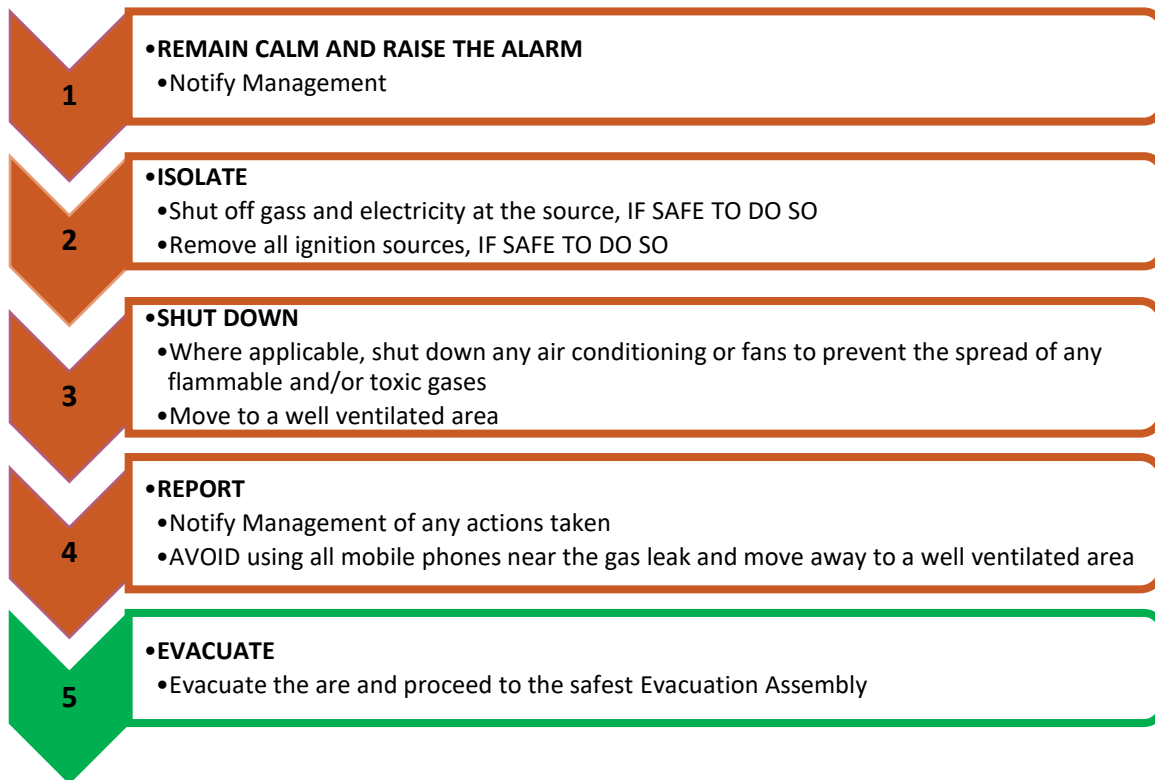 1
•REMAIN CALM AND RAISE THE ALARM
•Notify Management
2
•ISOLATE
•Shut off gass and electricity at the source, IF SAFE TO DO SO
•Remove all ignition sources, IF SAFE TO DO SO
3
•SHUT DOWN
•Where applicable, shut down any air conditioning or fans to prevent the spread of any
flammable and/or toxic gases
•Move to a well ventilated area
4
•REPORT
•Notify Management of any actions taken
•AVOID using all mobile phones near the gas leak and move away to a well ventilated area
5
•EVACUATE
•Evacuate the are and proceed to the safest Evacuation Assembly